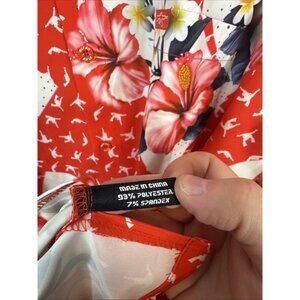 MADE IN CHINA
93% POLYESTER
7% SPANDEX